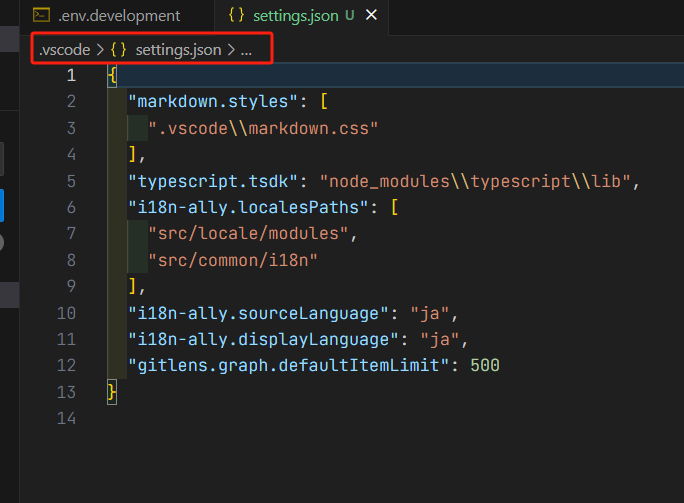 .env.development
{} settings.json U ×
.vscode > {} settings.json > ...
1 {
2 "markdown.styles": [
3 ".vscode\\markdown.css"
4 ],
5 "typescript.tsdk": "node_modules\\typescript\\lib",
6 "i18n-ally.localesPaths": [
7 "src/locale/modules",
8 "src/common/i18n"
9 ],
10 "i18n-ally.sourceLanguage": "ja",
11 "i18n-ally.displayLanguage": "ja",
12 "gitlens.graph.defaultItemLimit": 500
13 }
14